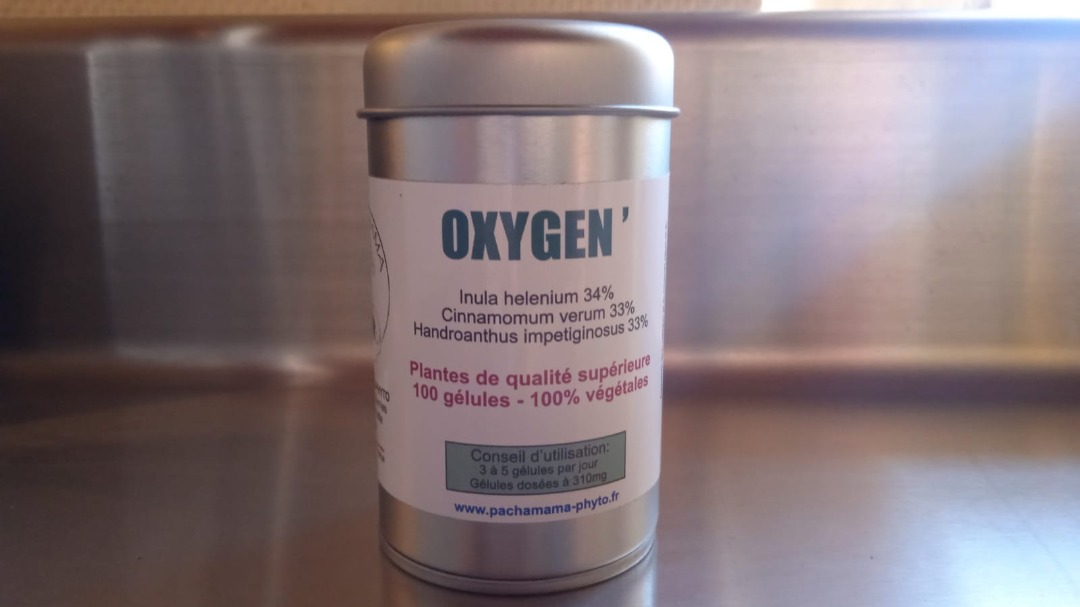 OXYGEN'
Inula helenium 34%
Cinnamomum verum 33%
Handroanthus impetiginosus 33%
Plantes de qualité supérieure
100 gélules - 100% végétales
Conseil d'utilisation:
3 à 5 gélules par jour
Gélules dosées à 310mg
www.pachamama-phyto.fr